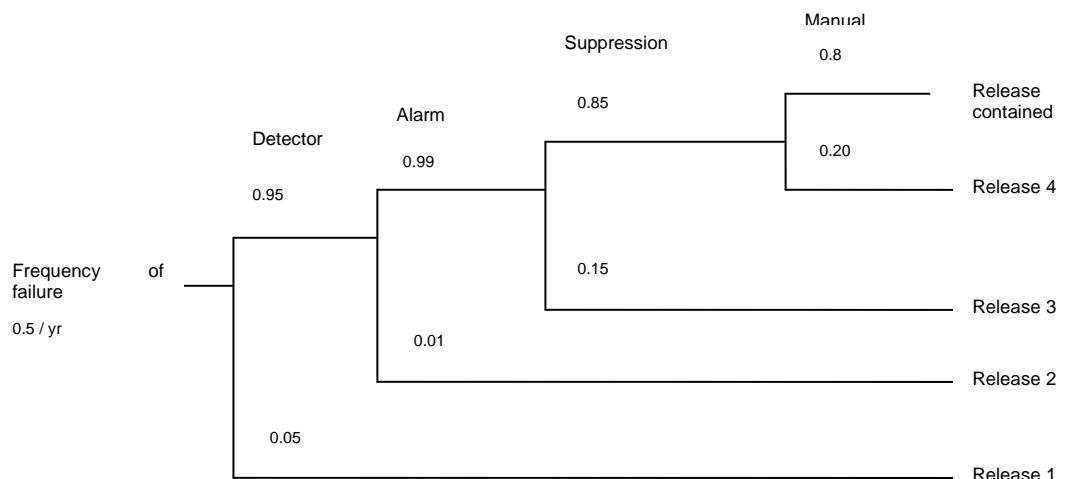 Manual
Suppression
0.8
0.85
Release
contained
Alarm
Detector
0.99
0.20
0.95
Release 4
Frequency of
failure
0.15
0.5 / yr
Release 3
0.01
Release 2
0.05
Release 1